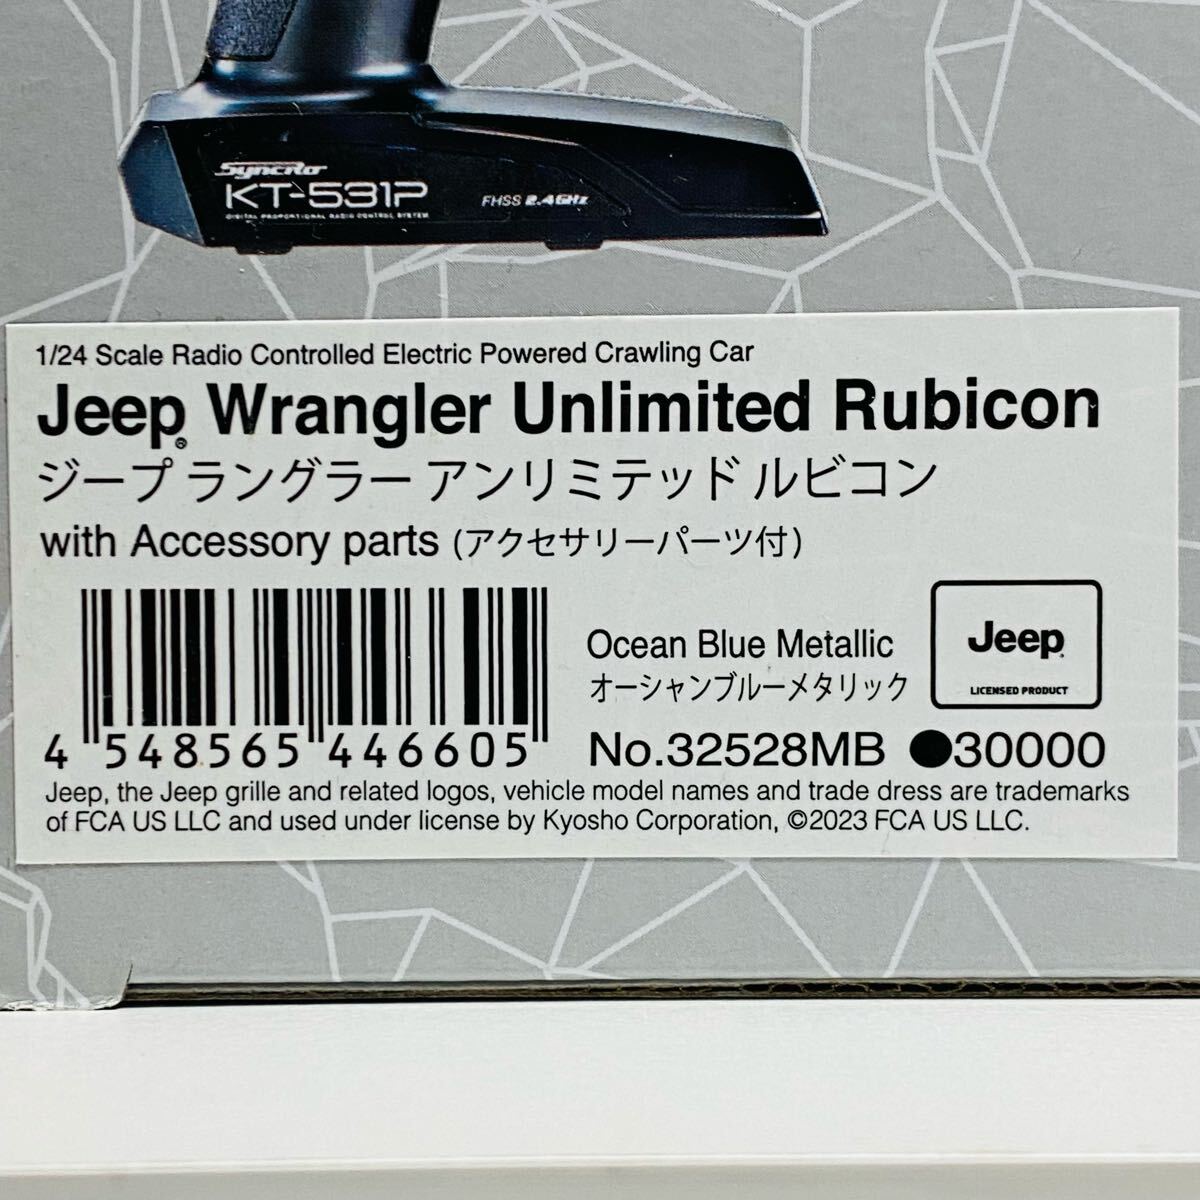 Syncro
KT-531P
DIGITAL PROPORTIONAL RADIO CONTROL SYSTEM
FHSS 2.4GHz
1/24 Scale Radio Controlled Electric Powered Crawling Car
Jeep® Wrangler Unlimited Rubicon
ジープ ラングラー アンリミテッド ルビコン
with Accessory parts (アクセサリーパーツ付)
Ocean Blue Metallic
オーシャンブルーメタリック
Jeep
LICENSED PRODUCT
4 548565 446605
No.32528MB ●30000
Jeep, the Jeep grille and related logos, vehicle model names and trade dress are trademarks
of FCA US LLC and used under license by Kyosho Corporation, ©2023 FCA US LLC.